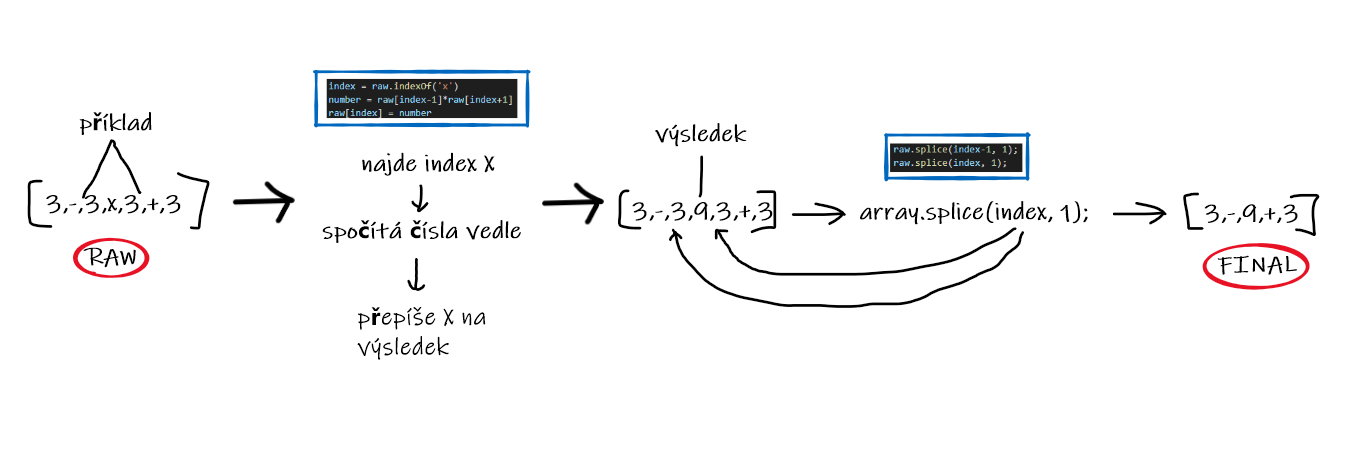 příklad
[3,-,3,x,3,+,3]
RAW
index = raw.indexOf('x')
number = raw[index-1]*raw[index+1]
raw[index] = number
najde index X
spočítá čísla vedle
přepíše X na
výsledek
výsledek
[3,-,3,9,3,+,3]
raw.splice(index-1, 1);
raw.splice(index, 1);
array.splice(index, 1);
[3,-,9,+,3]
FINAL